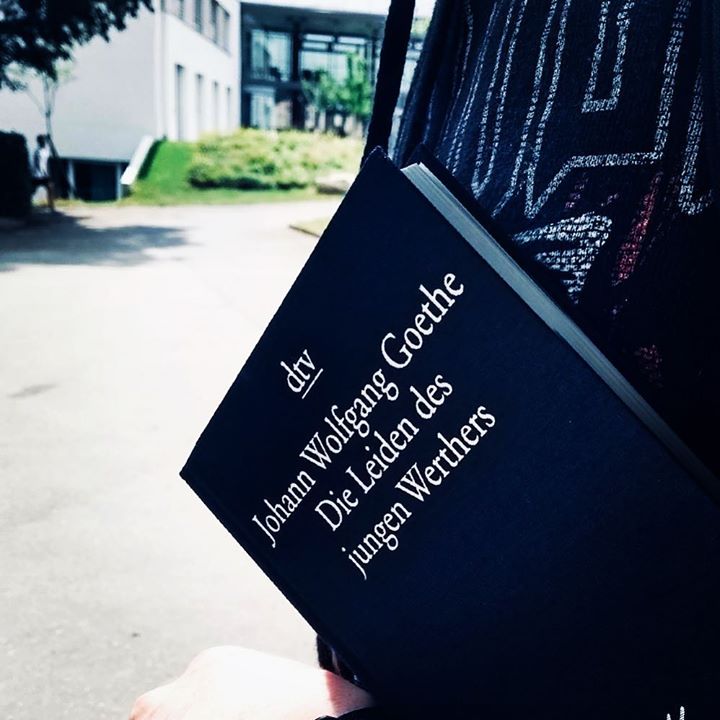 dtv
Johann Wolfgang Goethe
Die Leiden des
jungen Werthers